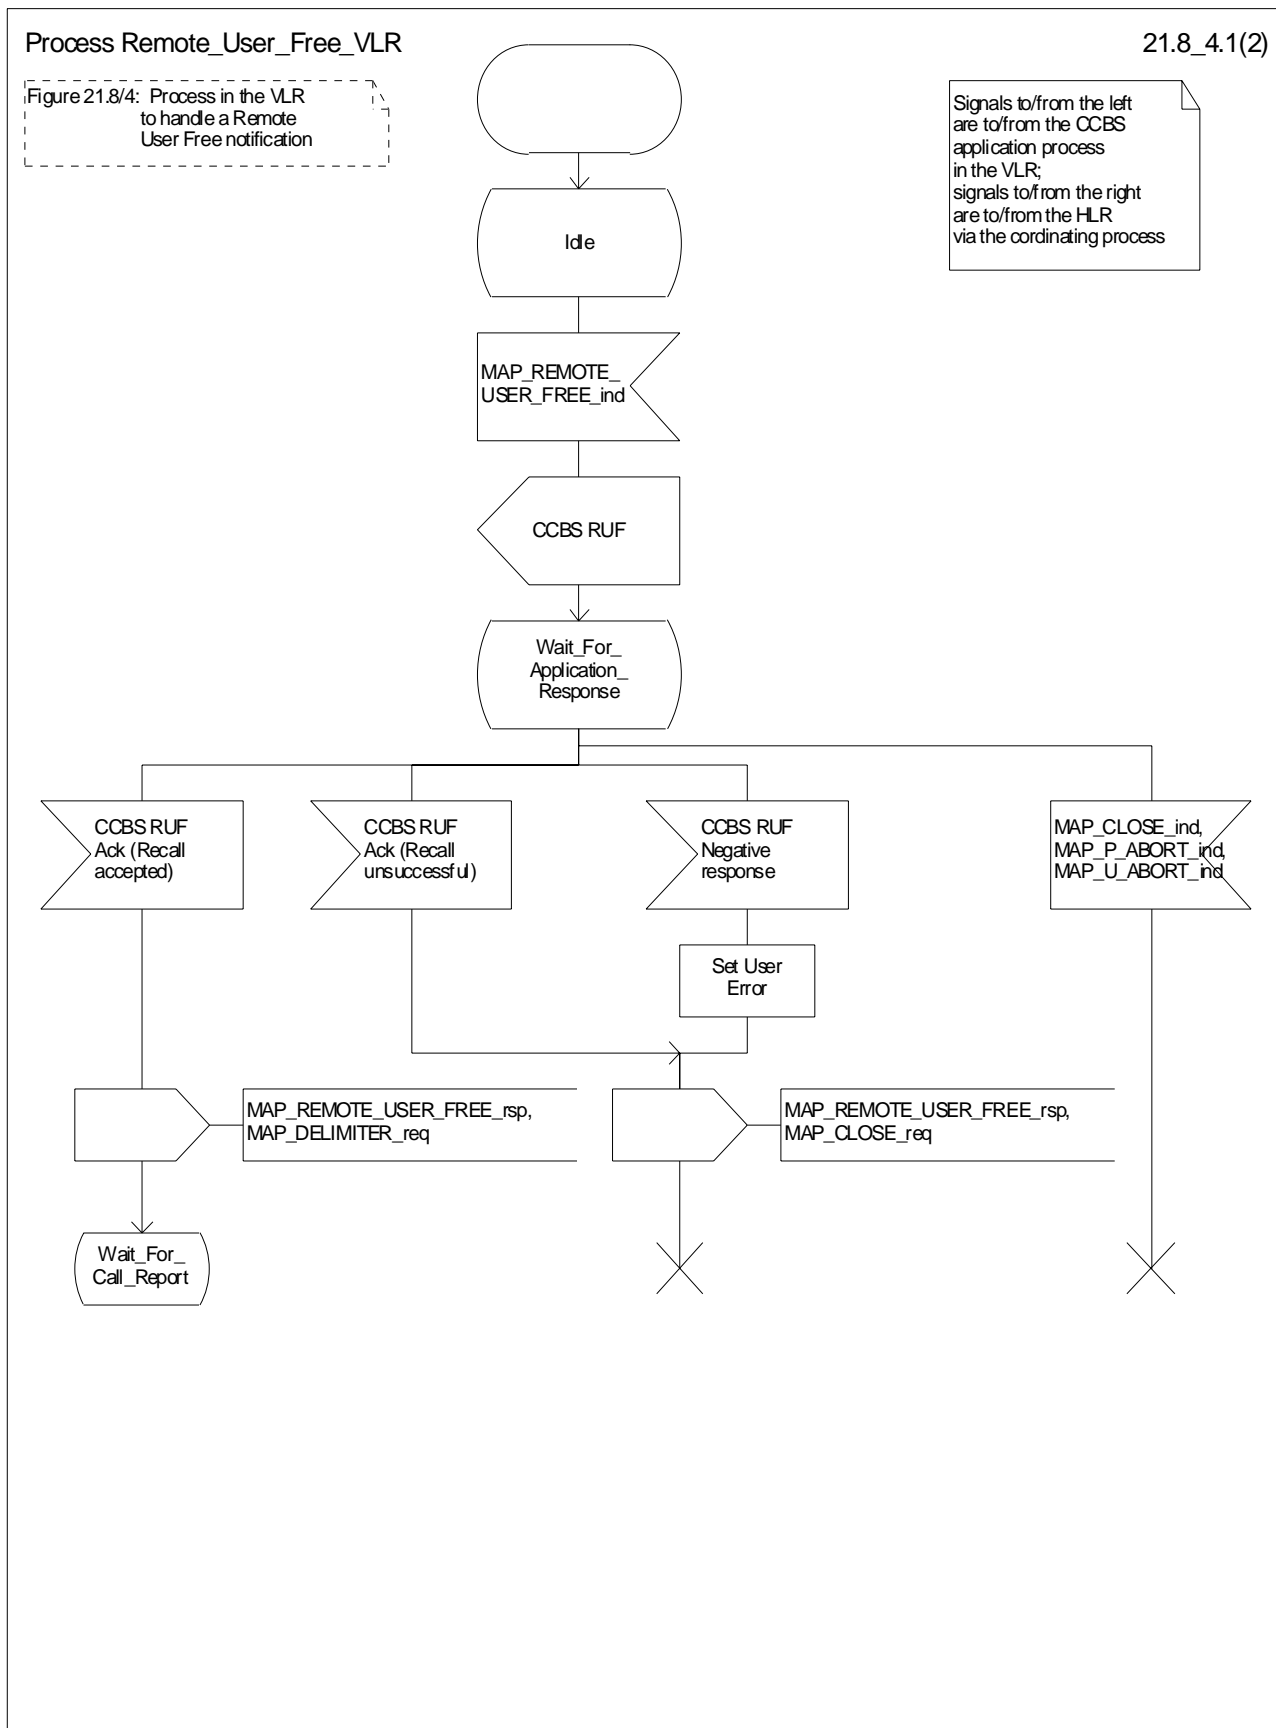 Process Remote_User_Free_VLR
21.8_4.1(2)
Figure 21.8/4: Process in the VLR
to handle a Remote
User Free notification
Signals to/from the left
are to/from the CCBS
application process
in the VLR;
signals to/from the right
are to/from the HLR
via the cordinating process
Idle
MAP_REMOTE_
USER_FREE_ind
CCBS RUF
Wait_For_
Application_
Response
CCBS RUF
Ack (Recall
accepted)
CCBS RUF
Ack (Recall
unsuccessful)
CCBS RUF
Negative
response
MAP_CLOSE_ind,
MAP_P_ABORT_ind,
MAP_U_ABORT_ind
Set User
Error
MAP_REMOTE_USER_FREE_rsp,
MAP_DELIMITER_req
MAP_REMOTE_USER_FREE_rsp,
MAP_CLOSE_req
Wait_For_
Call_Report